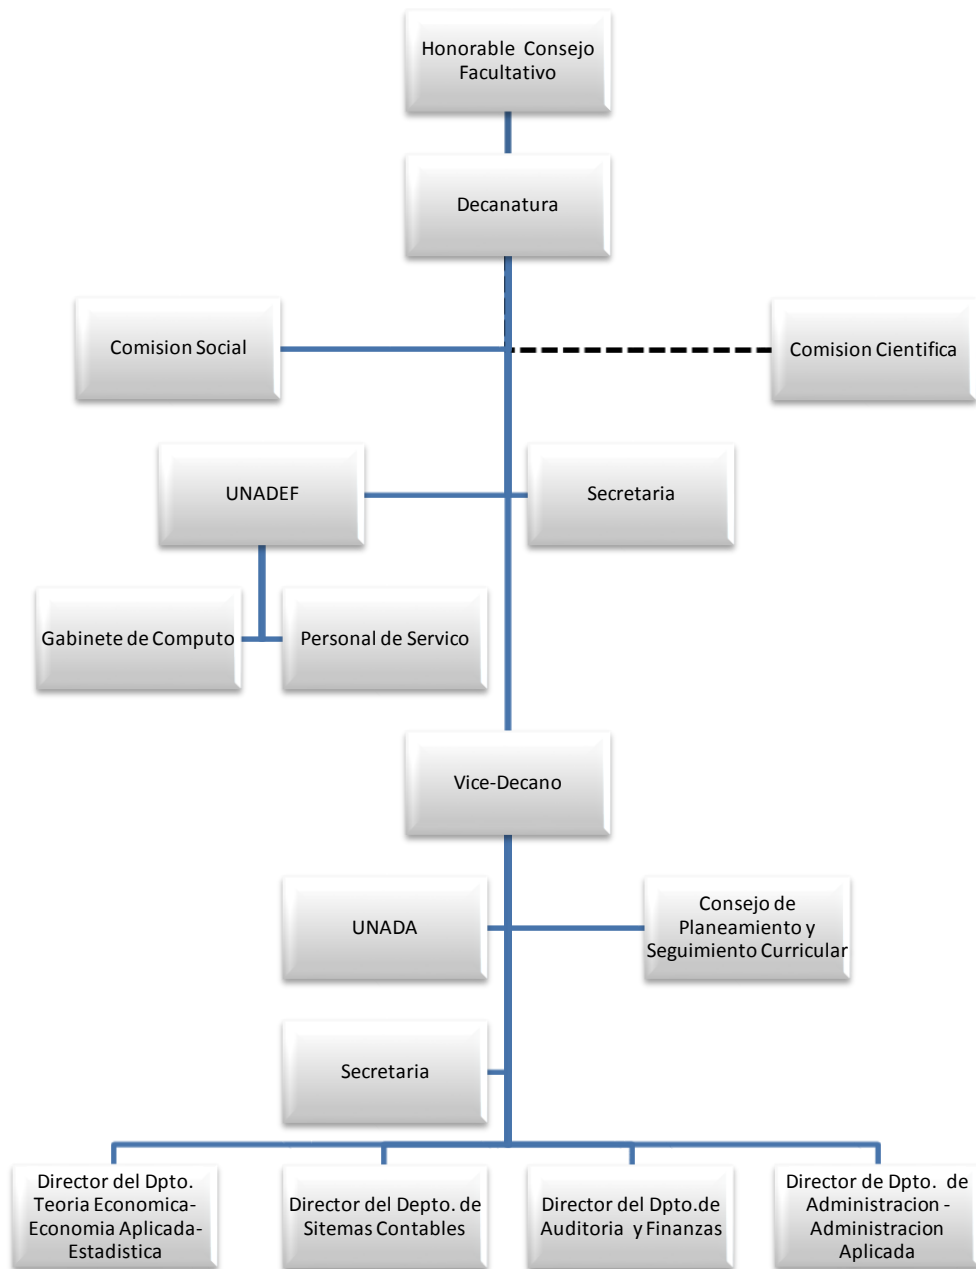 Honorable Consejo
Facultativo
Decanatura
Comision Social
Comision Cientifica
UNADEF
Secretaria
Gabinete de Computo
Personal de Servico
Vice-Decano
UNADA
Consejo de
Planeamiento y
Seguimiento Curricular
Secretaria
Director del Dpto.
Teoria Economica-
Economia Aplicada-
Estadistica
Director del Depto. de
Sitemas Contables
Director del Dpto.de
Auditoria y Finanzas
Director de Dpto. de
Administracion -
Administracion
Aplicada